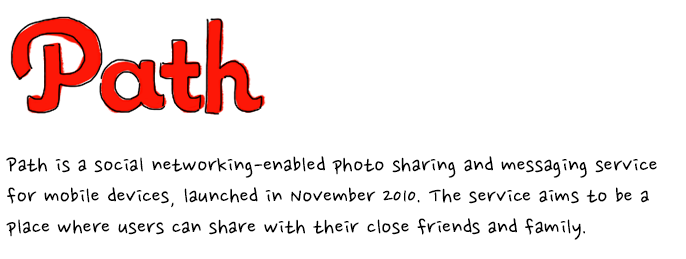 Path
Path is a social networking-enabled photo sharing and messaging service
for mobile devices, launched in November 2010. The service aims to be a
place where users can share with their close friends and family.